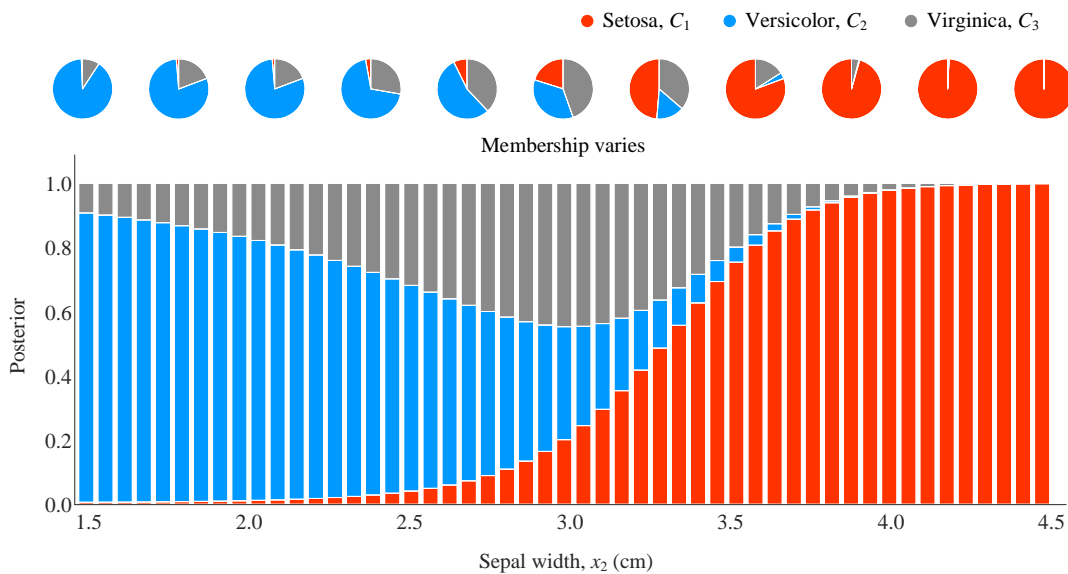 Setosa, C1 Versicolor, C2 Virginica, C3
Membership varies
1.0
0.8
0.6
0.4
0.2
0.0
Posterior
1.5 2.0 2.5 3.0 3.5 4.0 4.5
Sepal width, x2 (cm)